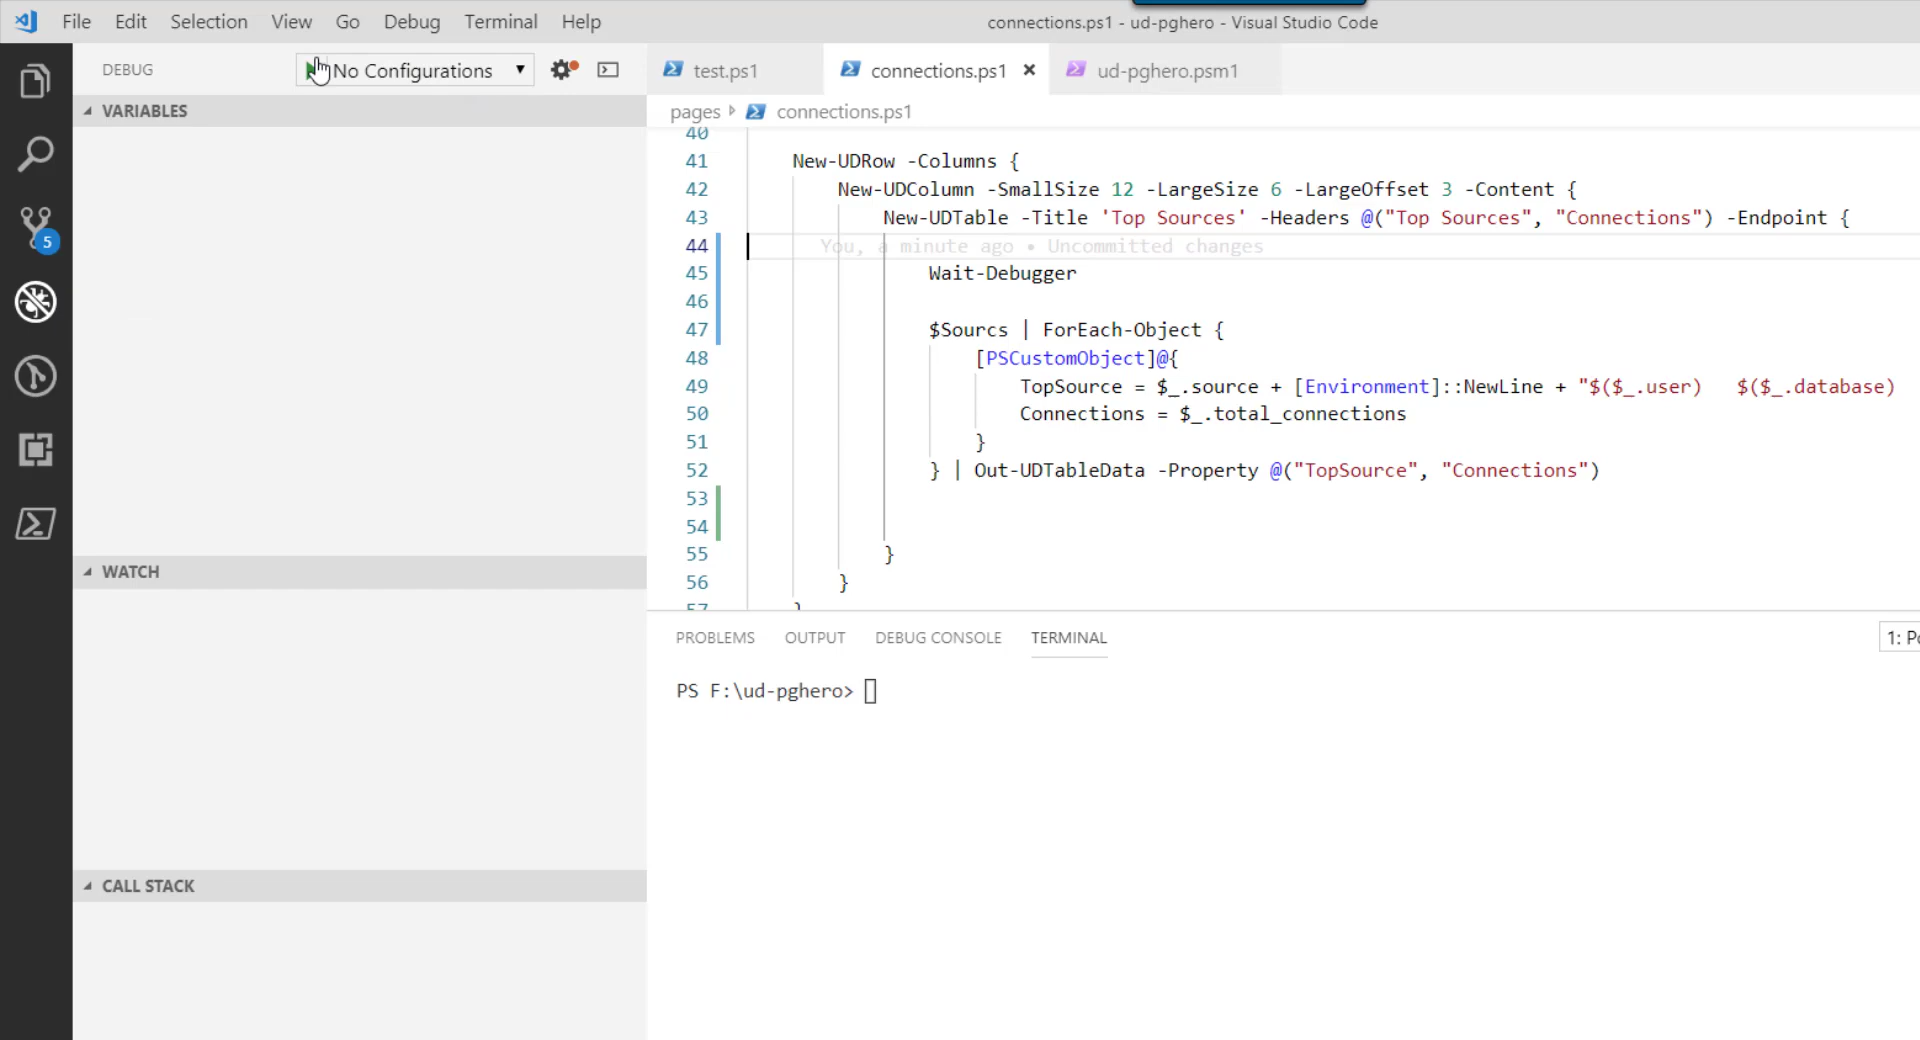 File Edit Selection View Go Debug Terminal Help
connections.ps1 - ud-pghero - Visual Studio Code
DEBUG
No Configurations
test.ps1
connections.ps1
ud-pghero.psm1
VARIABLES
pages
connections.ps1
40
41 New-UDRow -Columns {
42 New-UDColumn -SmallSize 12 -LargeSize 6 -LargeOffset 3 -Content {
43 New-UDTable -Title 'Top Sources' -Headers @("Top Sources", "Connections") -Endpoint {
44 You, a minute ago • Uncommitted changes
45 Wait-Debugger
46
47 $Sourcs | ForEach-Object {
48 [PSCustomObject]@{
49 TopSource = $_.source + [Environment]::NewLine + "$($_.user) $($_.database)
50 Connections = $_.total_connections
51 }
52 } | Out-UDTableData -Property @("TopSource", "Connections")
53
54
55 }
56 }
57 }
5
WATCH
CALL STACK
PROBLEMS OUTPUT DEBUG CONSOLE TERMINAL
1:
PS F:\ud-pghero>